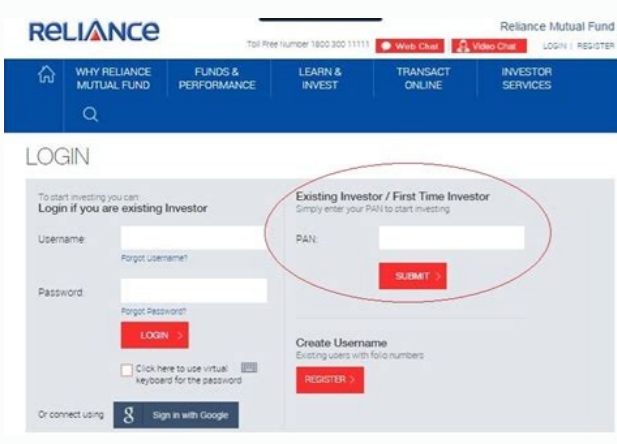 RELIANCE
Reliance Mutual Fund
Toll Free Number 1800 300 11111
Web Chat
Video Chat
LOGIN | REGISTER
WHY RELIANCE
MUTUAL FUND
FUNDS &
PERFORMANCE
LEARN &
INVEST
TRANSACT
ONLINE
INVESTOR
SERVICES
LOGIN
To start investing you can
Login if you are existing Investor
Username:
Forgot Username?
Password:
Forgot Password?
LOGIN >
Click here to use virtual
keyboard for the password
Or connect using
8 Sign in with Google
Existing Investor / First Time Investor
Simply enter your PAN to start investing
PAN:
SUBMIT >
Create Username
Existing users with folio numbers
REGISTER >